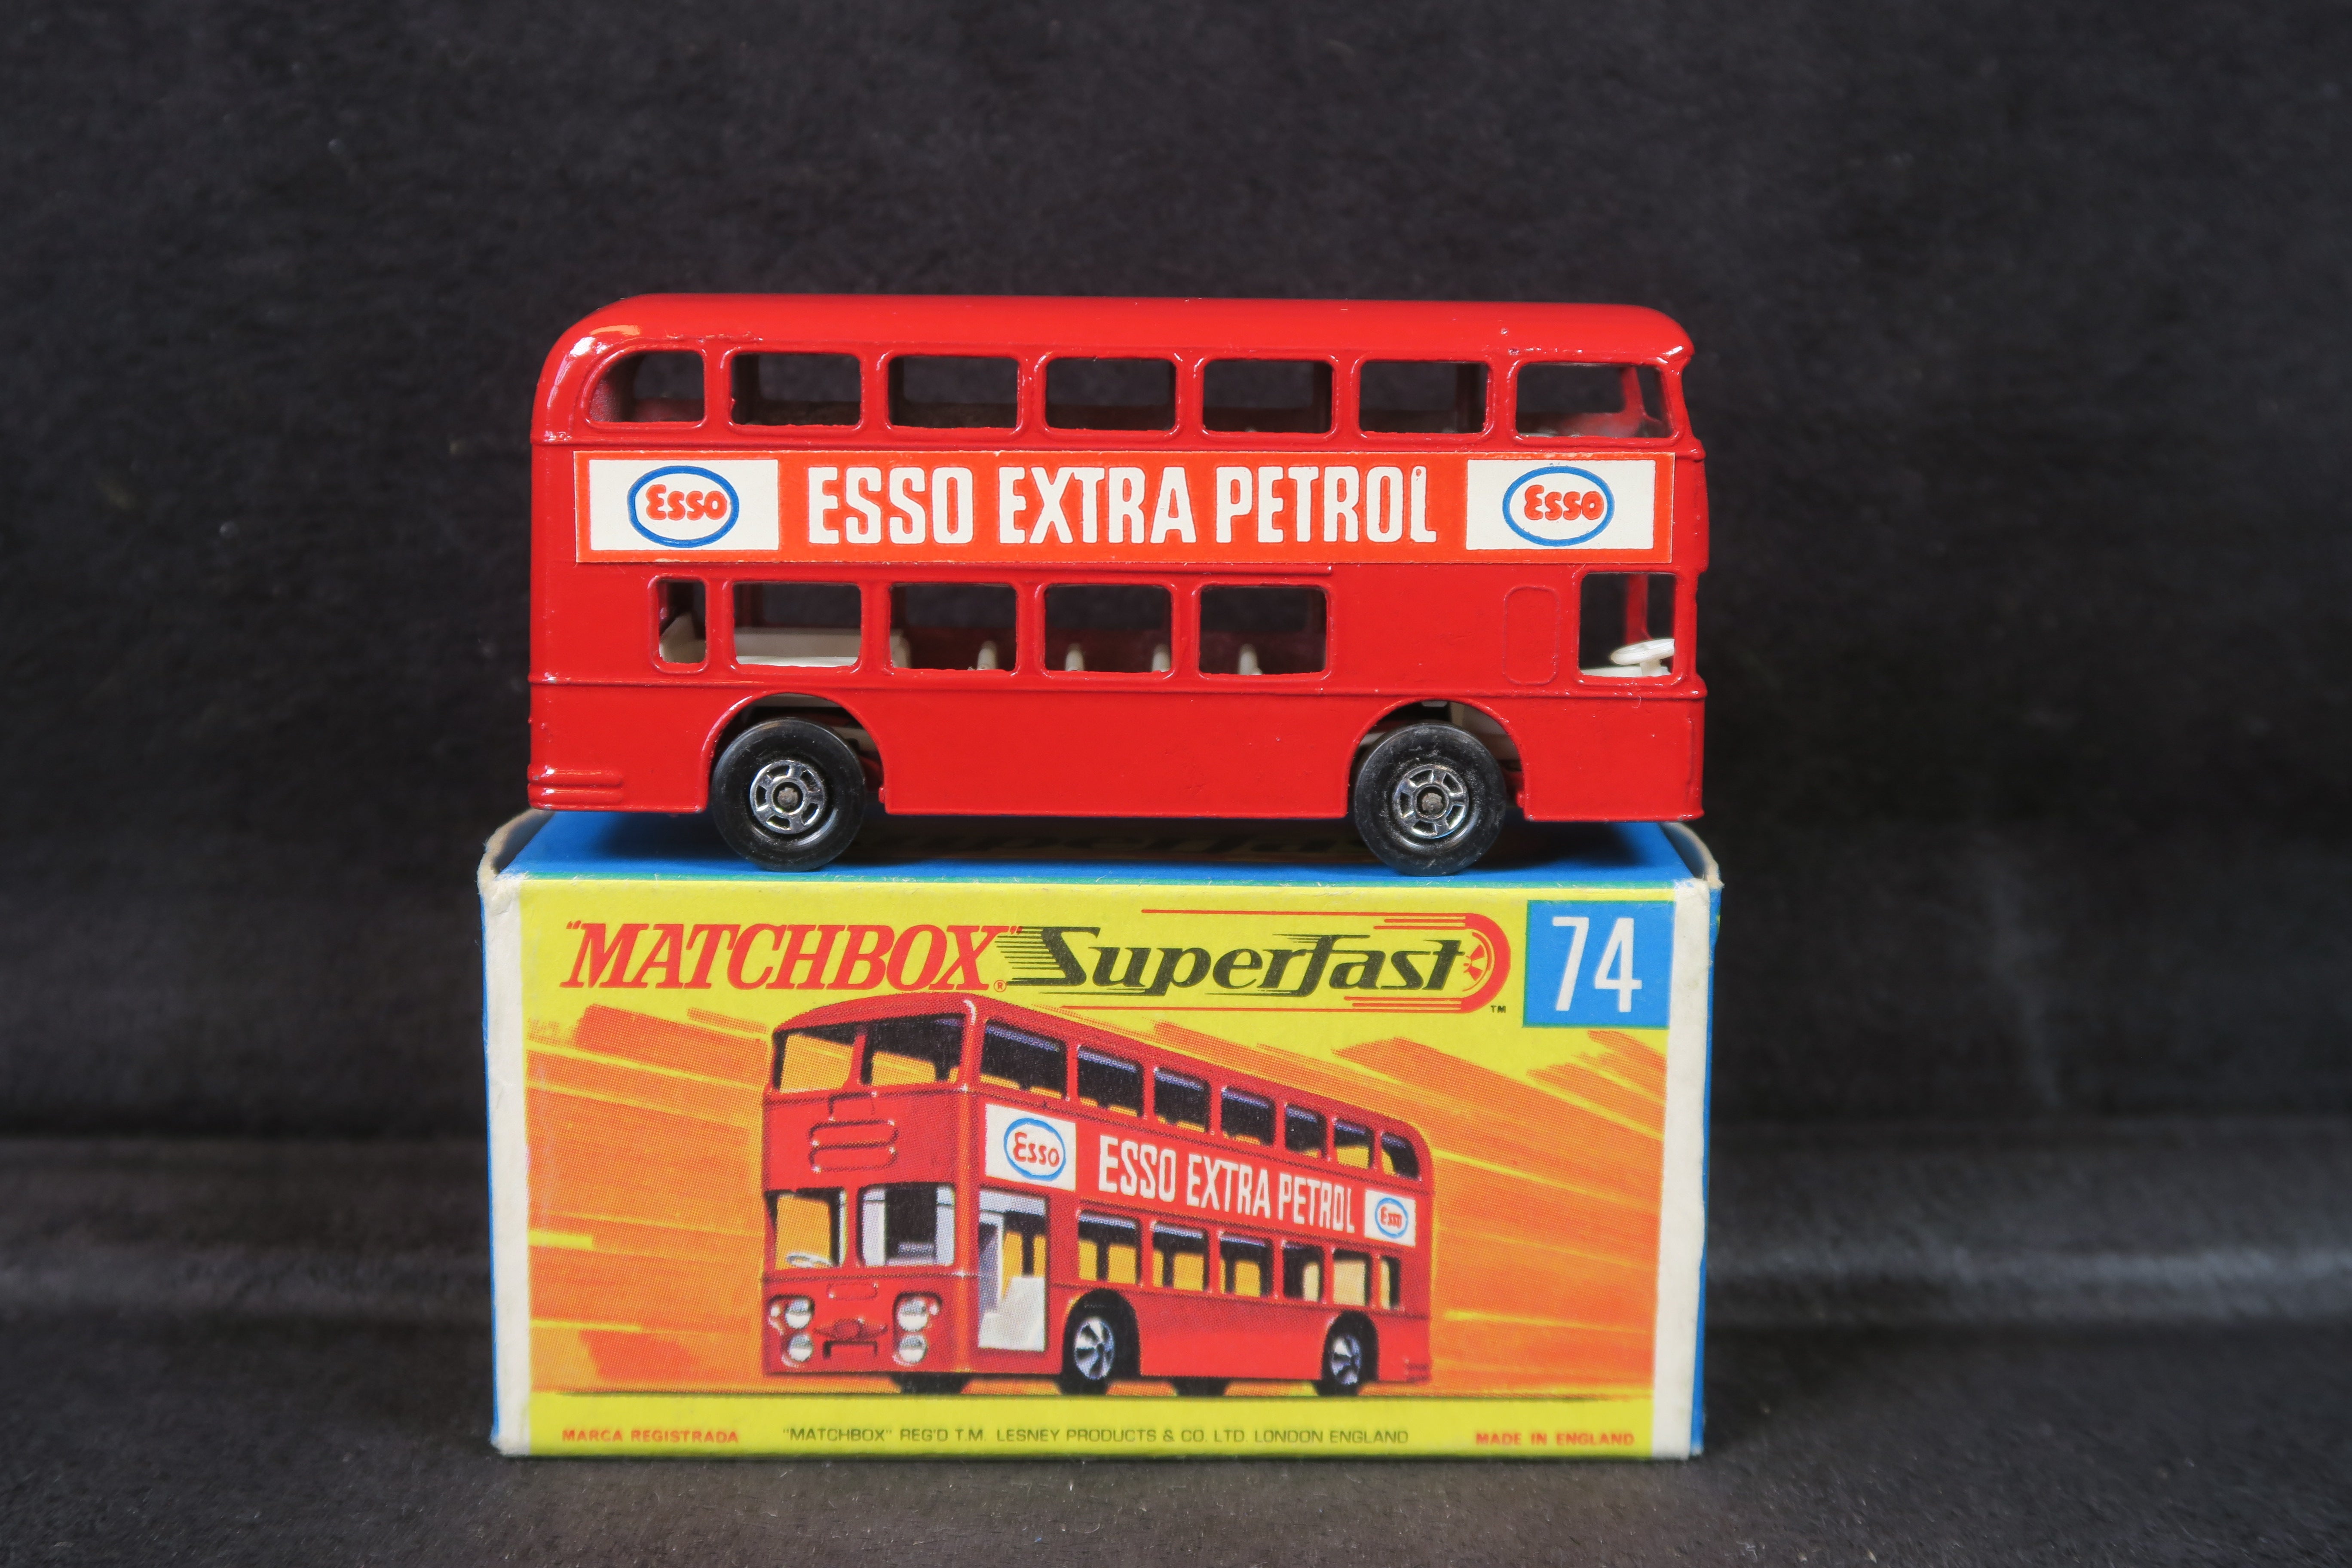 Esso ESSO EXTRA PETROL Esso
"MATCHBOX"® Superfast ™ 74
Esso ESSO EXTRA PETROL Esso
MARCA REGISTRADA "MATCHBOX" REG'D T.M. LESNEY PRODUCTS & CO. LTD. LONDON ENGLAND MADE IN ENGLAND